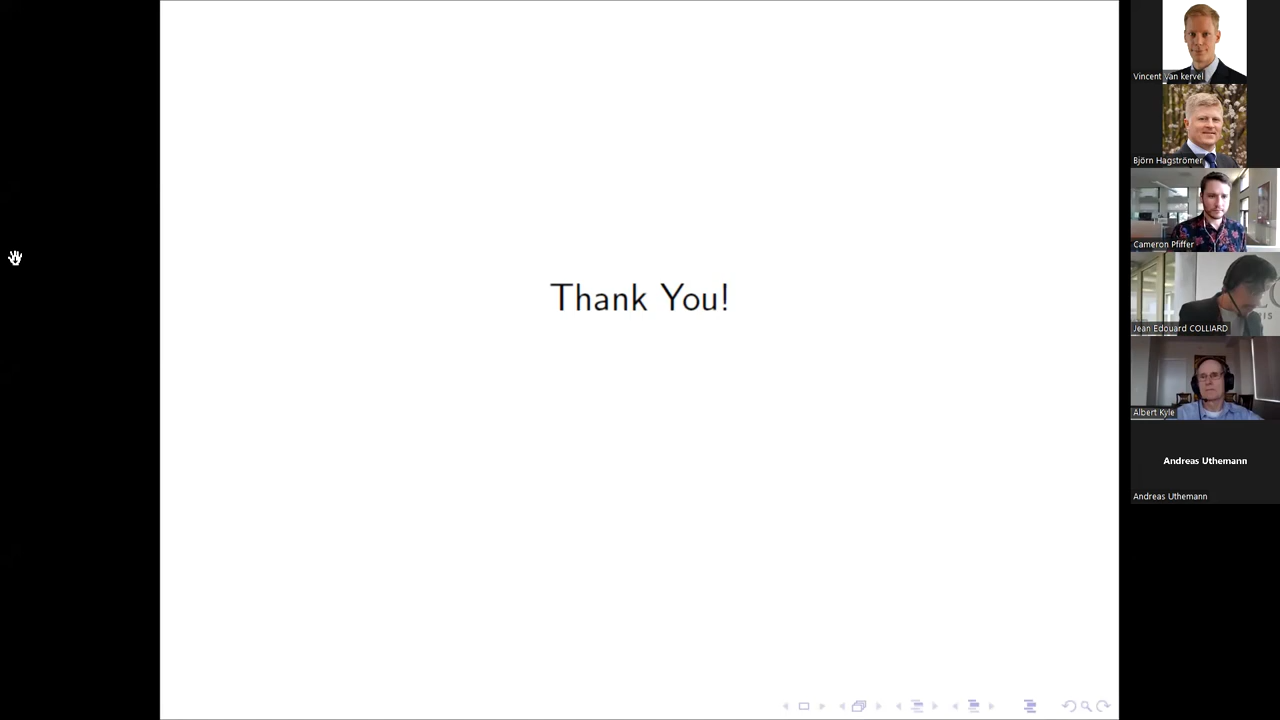 Thank You!
Vincent van kervel
Björn Hagströmer
Cameron Pfiffer
Jean Edouard COLLIARD
Albert Kyle
Andreas Uthemann
Andreas Uthemann